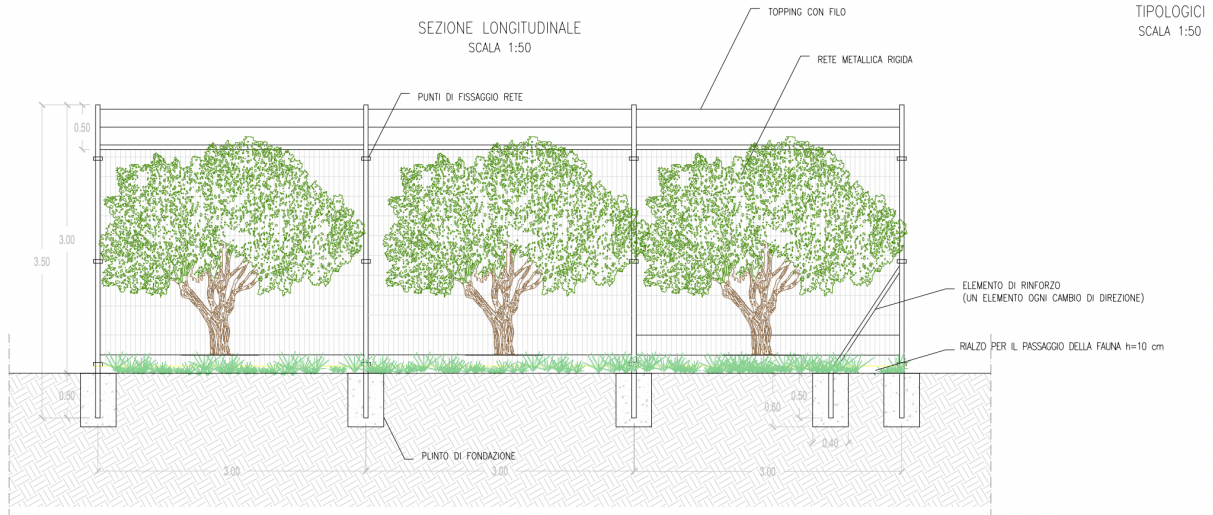 SEZIONE LONGITUDINALE
SCALA 1:50
TIPOLOGICI
SCALA 1:50
TOPPING CON FILO
RETE METALLICA RIGIDA
PUNTI DI FISSAGGIO RETE
0.50
3.00
3.50
ELEMENTO DI RINFORZO
(UN ELEMENTO OGNI CAMBIO DI DIREZIONE)
RIALZO PER IL PASSAGGIO DELLA FAUNA h=10 cm
0.50
0.50
0.60
0.40
PLINTO DI FONDAZIONE
3.00
3.00
3.00